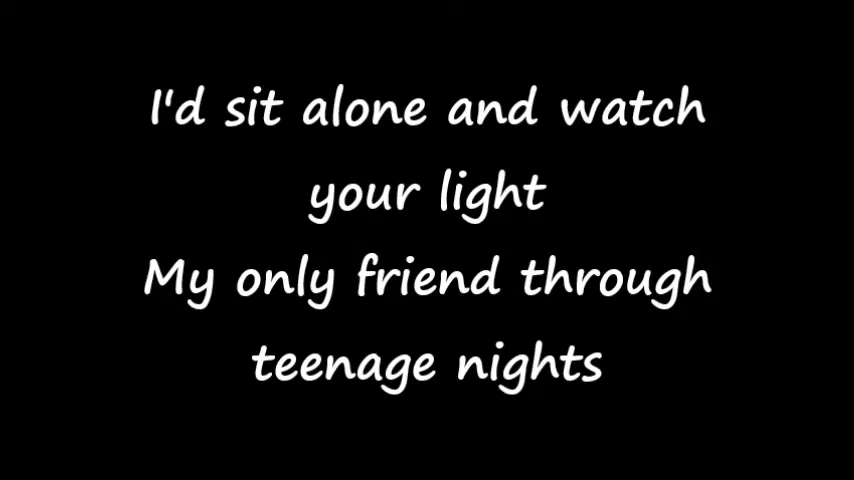 I'd sit alone and watch
your light
My only friend through
teenage nights